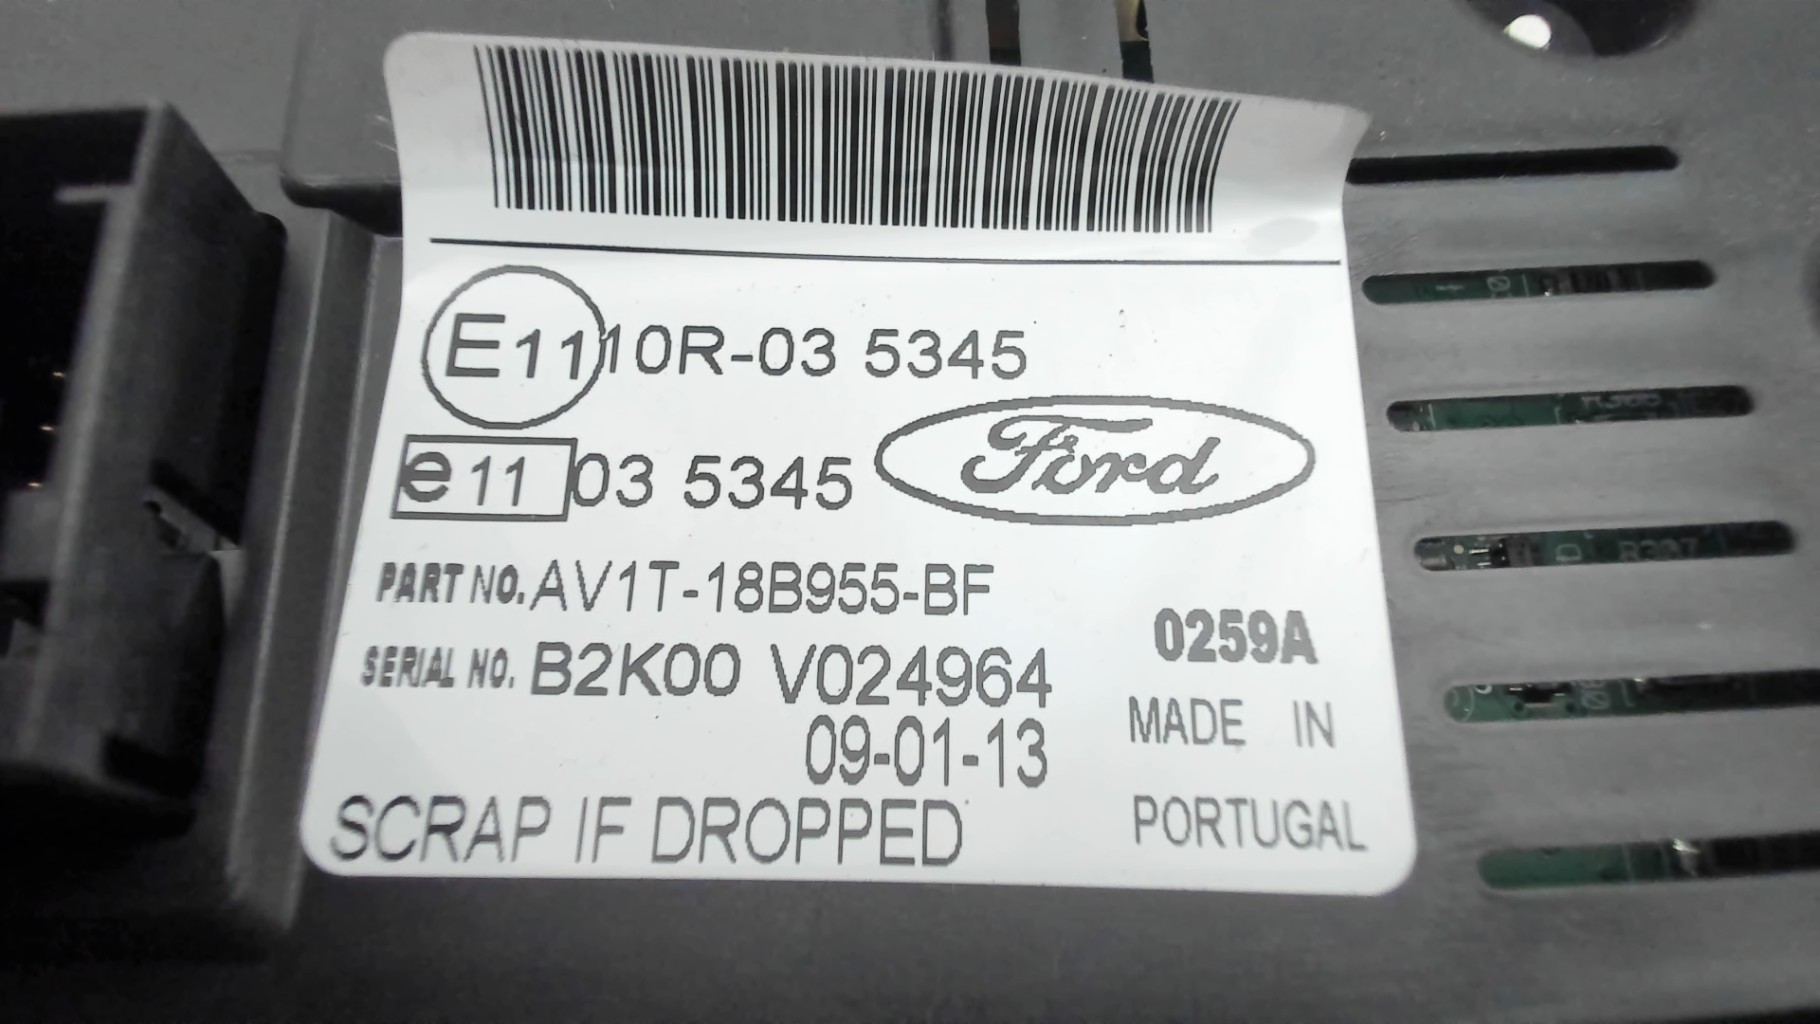 E11 10R-03 5345
e11 03 5345
Ford
PART NO. AV1T-18B955-BF
SERIAL NO. B2K00 V024964
0259A
09-01-13
MADE IN
PORTUGAL
SCRAP IF DROPPED
R307